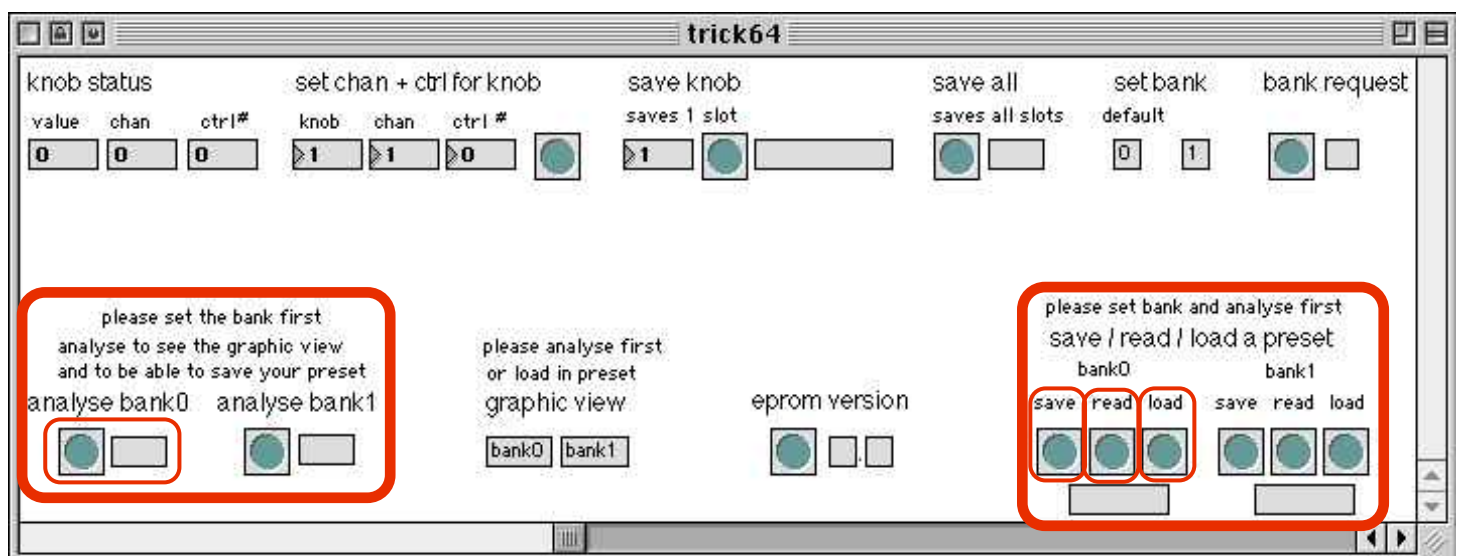 trick64
knob status
set chan + ctrl for knob
save knob
save all
set bank
bank request
value chan ctrl#
knob chan ctrl #
saves 1 slot
saves all slots
default
0 0 0
1 1 0
1
0 1
please set the bank first
analyse to see the graphic view
and to be able to save your preset
analyse bank0 analyse bank1
please analyse first
or load in preset
graphic view
bank0 bank1
eprom version
.
please set bank and analyse first
save / read / load a preset
bank0 bank1
save read load save read load